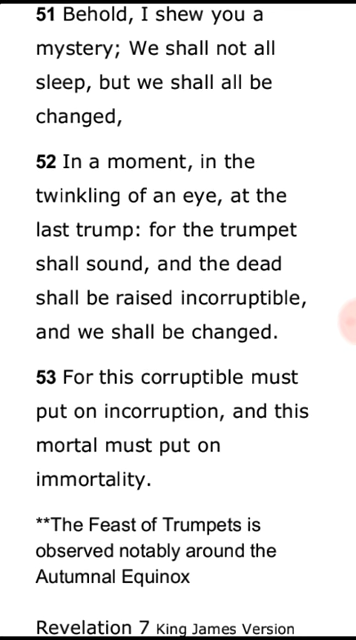 51 Behold, I shew you a
mystery; We shall not all
sleep, but we shall all be
changed,
52 In a moment, in the
twinkling of an eye, at the
last trump: for the trumpet
shall sound, and the dead
shall be raised incorruptible,
and we shall be changed.
53 For this corruptible must
put on incorruption, and this
mortal must put on
immortality.
**The Feast of Trumpets is
observed notably around the
Autumnal Equinox
Revelation 7 King James Version